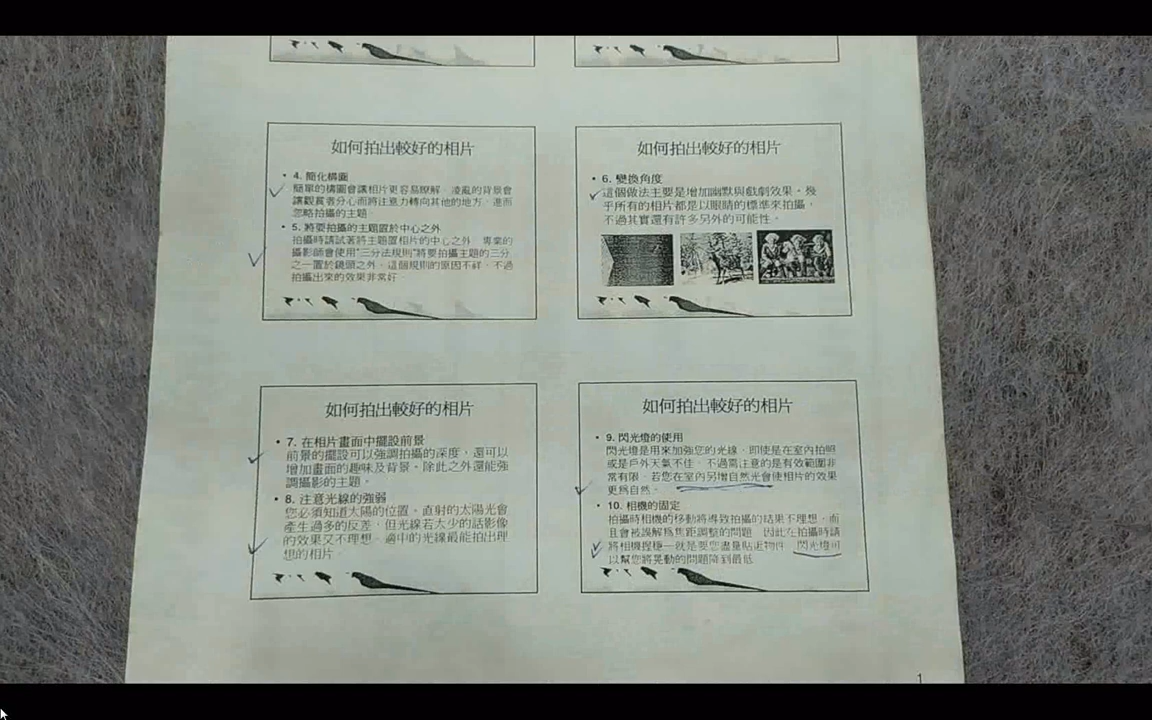 如何拍出較好的相片
• 4. 簡化構圖
簡單的構圖會讓相片更容易瞭解，淩亂的背景會
讓觀賞者分心而將注意力轉向其他的地方，進而
忽略拍攝的主題。
• 5. 將要拍攝的主題置於中心之外
拍攝時請試著將主題置相片的中心之外，專業的
攝影師會使用"三分法規則"將要拍攝主題的三分
之一置於鏡頭之外，這個規則的原因不祥，不過
拍攝出來的效果非常好
如何拍出較好的相片
• 6. 變換角度
這個做法主要是增加幽默與戲劇效果。幾
乎所有的相片都是以眼睛的標準來拍攝，
不過其實還有許多另外的可能性。
如何拍出較好的相片
• 7. 在相片畫面中擺設前景
前景的擺設可以強調拍攝的深度，還可以
增加畫面的趣味及背景。除此之外還能強
調攝影的主題。
• 8. 注意光線的強弱
您必須知道太陽的位置。直射的太陽光會
產生過多的反差，但光線若太少的話影像
的效果又不理想。適中的光線最能拍出理
想的相片
如何拍出較好的相片
• 9. 閃光燈的使用
閃光燈是用來加強您的光線，即使是在室內拍照
或是戶外天氣不佳。不過需注意的是有效範圍非
常有限，若您在室內另增自然光會使相片的效果
更為自然。
• 10. 相機的固定
拍攝時相機的移動將導致拍攝的結果不理想，而
且會被誤解為焦距調整的問題，因此在拍攝時請
將相機捏穩一就是要您盡量貼近物件，閃光燈可
以幫您將晃動的問題降到最低
1